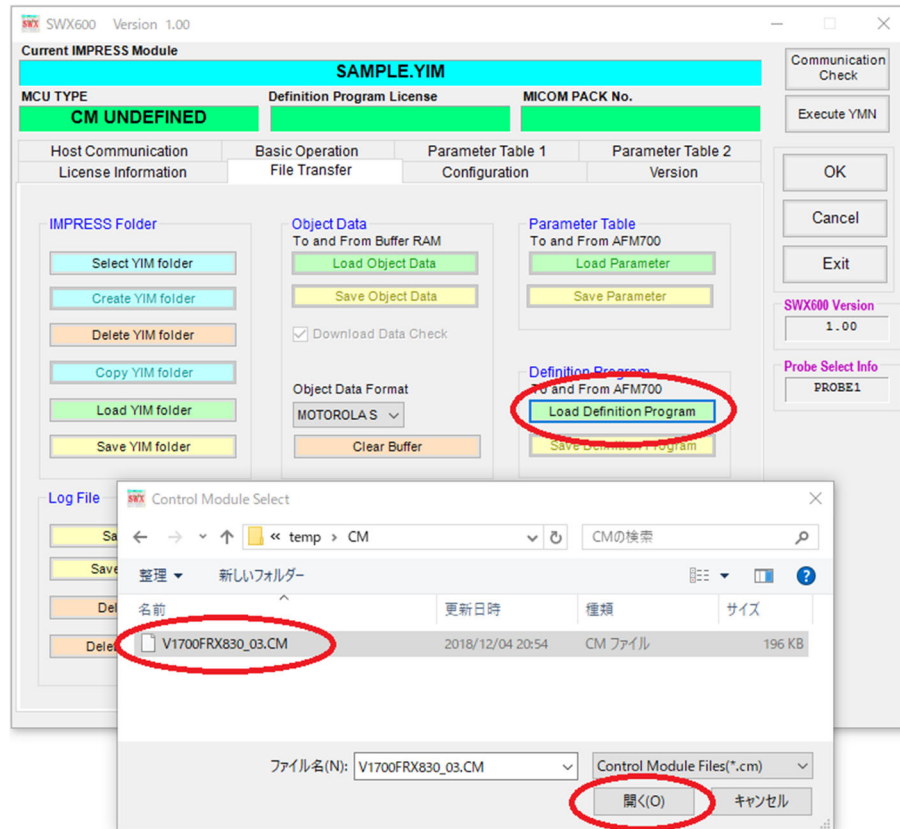 SWX600 Version 1.00
Current IMPRESS Module
SAMPLE.YIM
MCU TYPE
Definition Program License
MICOM PACK No.
CM UNDEFINED
Communication Check
Execute YMN
Host Communication
Basic Operation
Parameter Table 1
Parameter Table 2
License Information
File Transfer
Configuration
Version
OK
Cancel
Exit
SWX600 Version
1.00
Probe Select Info
PROBE1
IMPRESS Folder
Select YIM folder
Create YIM folder
Delete YIM folder
Copy YIM folder
Load YIM folder
Save YIM folder
Object Data
To and From Buffer RAM
Load Object Data
Save Object Data
Download Data Check
Object Data Format
MOTOROLA S
Clear Buffer
Parameter Table
To and From AFM700
Load Parameter
Save Parameter
Definition Program
To and From AFM700
Load Definition Program
Save Definition Program
Log File
Sa
Save
Del
Delet
SWX Control Module Select
« temp › CM
CMの検索
整理
新しいフォルダー
名前
更新日時
種類
サイズ
V1700FRX830_03.CM
2018/12/04 20:54
CM ファイル
196 KB
ファイル名(N):
V1700FRX830_03.CM
Control Module Files(*.cm)
開く(O)
キャンセル